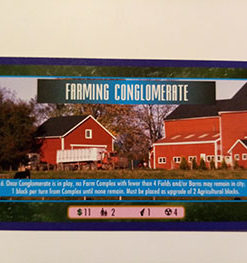 FARMING CONGLOMERATE
6. Once Conglomerate is in play, no Farm Complex with fewer than 4 Fields and/or Barns may remain in city.
1 block per turn from Complex until none remain. Must be placed as upgrade of 2 Agricultural blocks.
$11 2 1 4